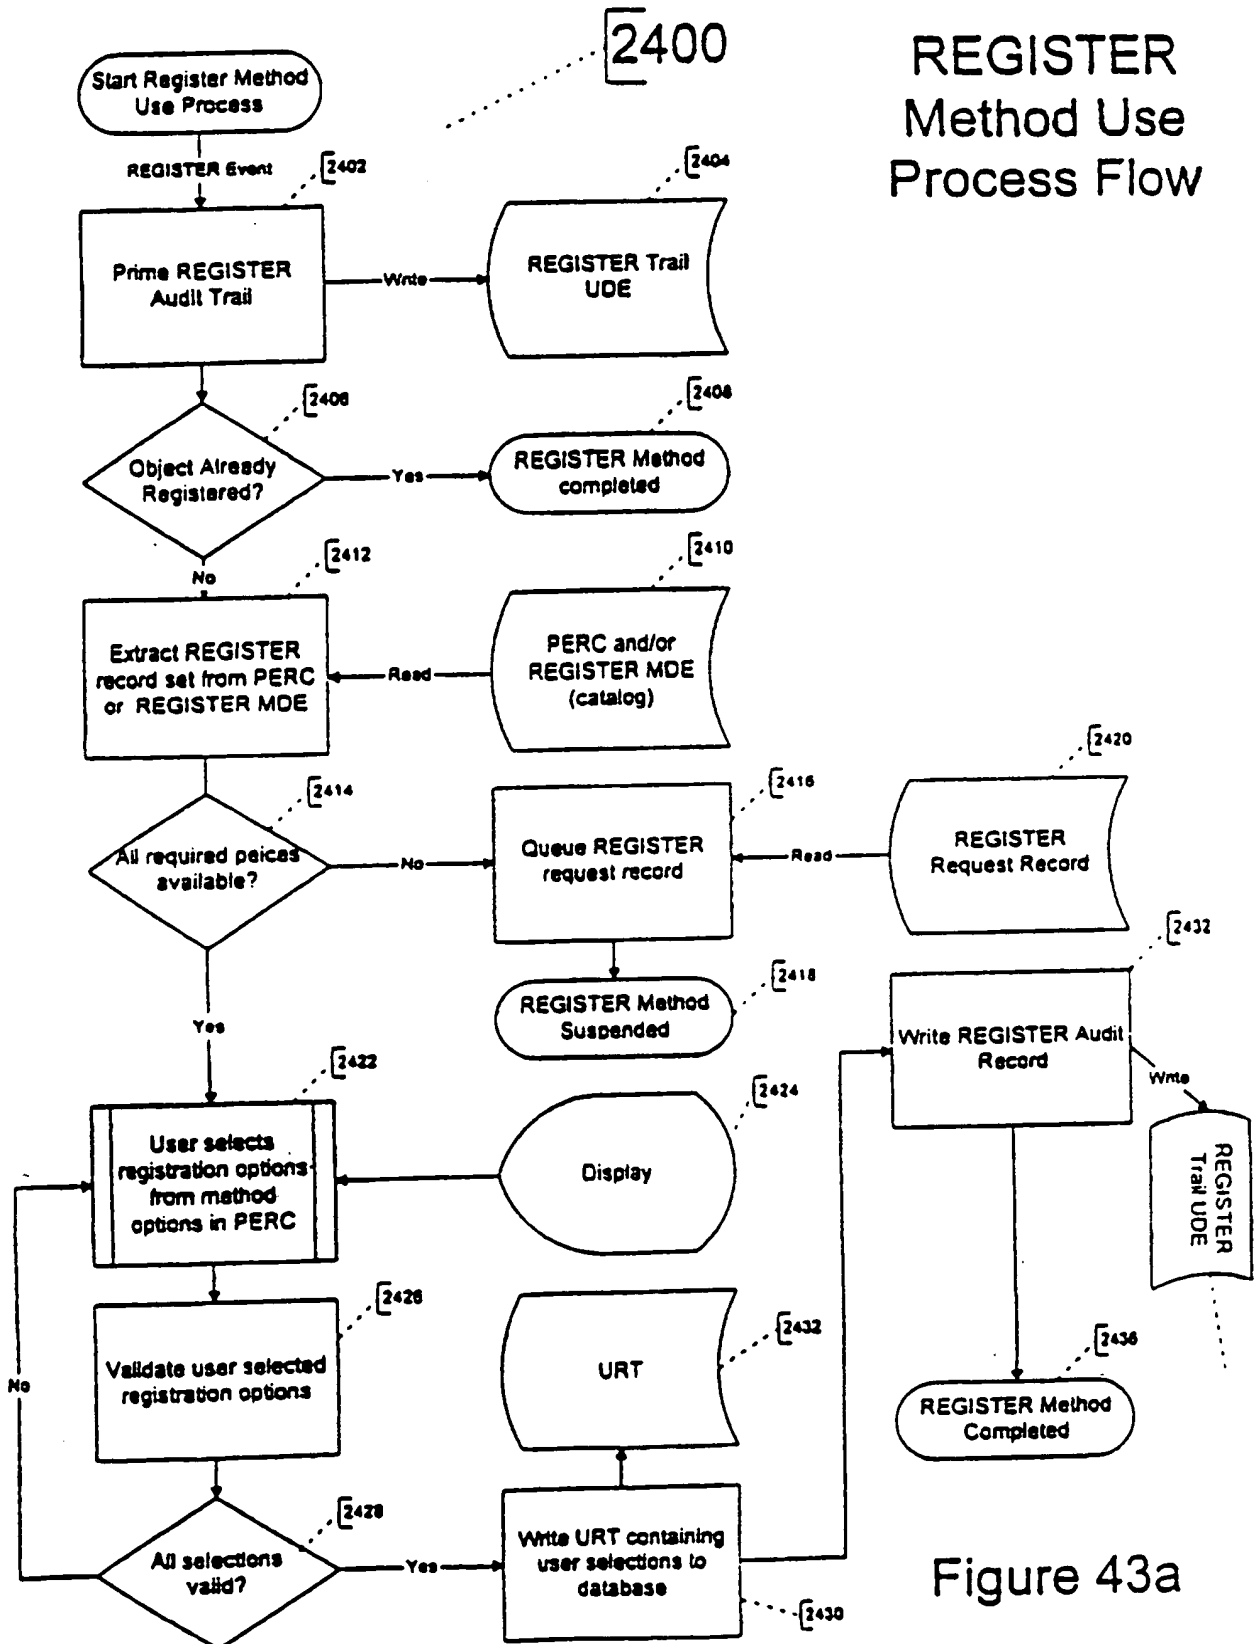 2400
REGISTER
Method Use
Process Flow
Start Register Method
Use Process
REGISTER Event
2402
2404
Prime REGISTER
Audit Trail
Write
REGISTER Trail
UDE
2406
2408
Object Already
Registered?
Yes
REGISTER Method
completed
No
2412
2410
Extract REGISTER
record set from PERC
or REGISTER MDE
Read
PERC and/or
REGISTER MDE
(catalog)
2414
2416
2420
All required peices
available?
No
Queue REGISTER
request record
Read
REGISTER
Request Record
2418
REGISTER Method
Suspended
2432
Write REGISTER Audit
Record
Write
REGISTER
Trail UDE
Yes
2422
2424
User selects
registration options
from method
options in PERC
Display
2426
2432
Validate user selected
registration options
URT
2436
REGISTER Method
Completed
No
2428
All selections
valid?
Yes
Write URT containing
user selections to
database
2430
Figure 43a